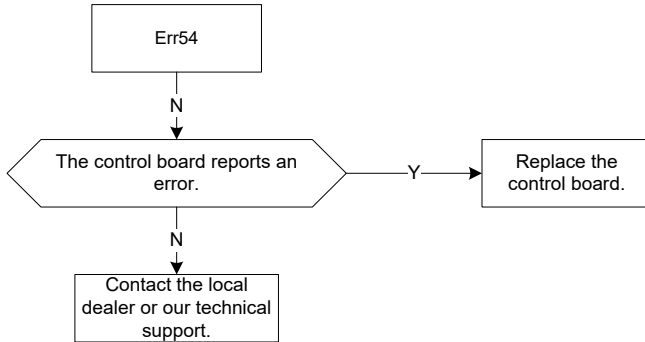 Err54
N
The control board reports an
error.
Y
Replace the
control board.
N
Contact the local
dealer or our technical
support.